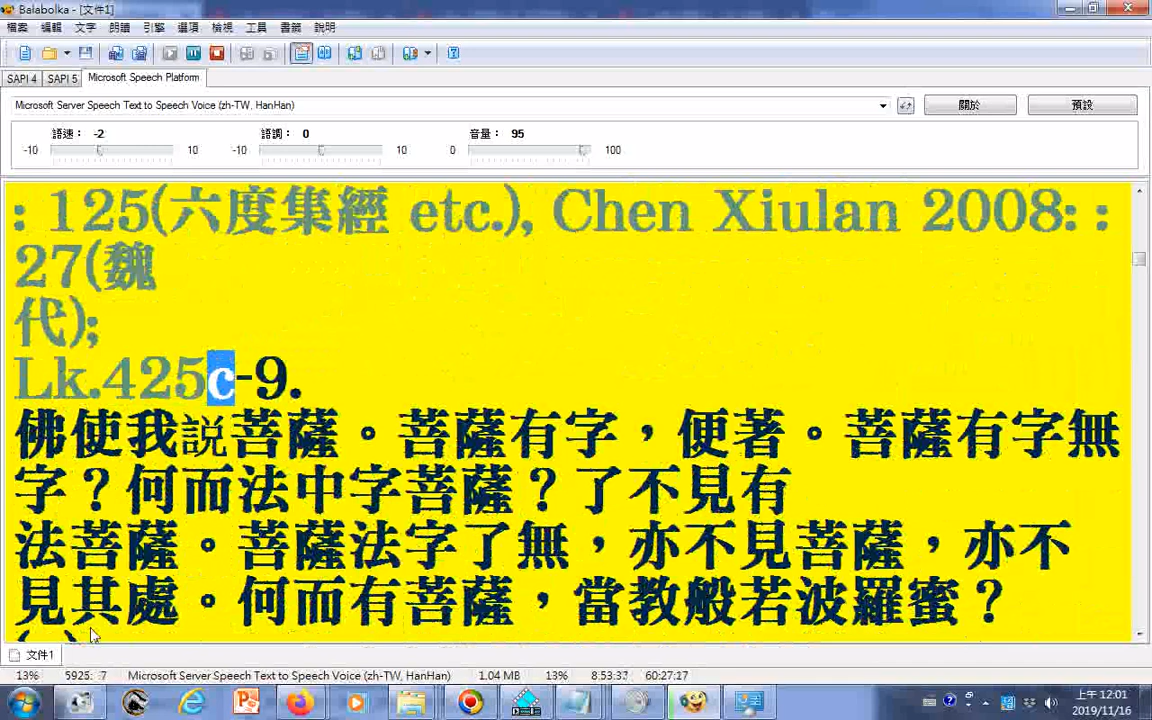 Balabolka - [文件1]
檔案 編輯 文字 朗讀 引擎 選項 檢視 工具 書籤 說明
SAPI 4 SAPI 5 Microsoft Speech Platform
Microsoft Server Speech Text to Speech Voice (zh-TW, HanHan) 關於 預設
語速： -2 語調： 0 音量： 95
-10 10 -10 10 0 100
: 125(六度集經 etc.), Chen Xiulan 2008: :
27(魏
代);
Lk.425c-9.
佛使我説菩薩。菩薩有字，便著。菩薩有字無
字？何而法中字菩薩？了不見有
法菩薩。菩薩法字了無，亦不見菩薩，亦不
見其處。何而有菩薩，當教般若波羅蜜？
文件1
13% 5925: :7 Microsoft Server Speech Text to Speech Voice (zh-TW, HanHan) 1.04 MB 13% 8:53:37 60:27:17
上午 12:01
2019/11/16